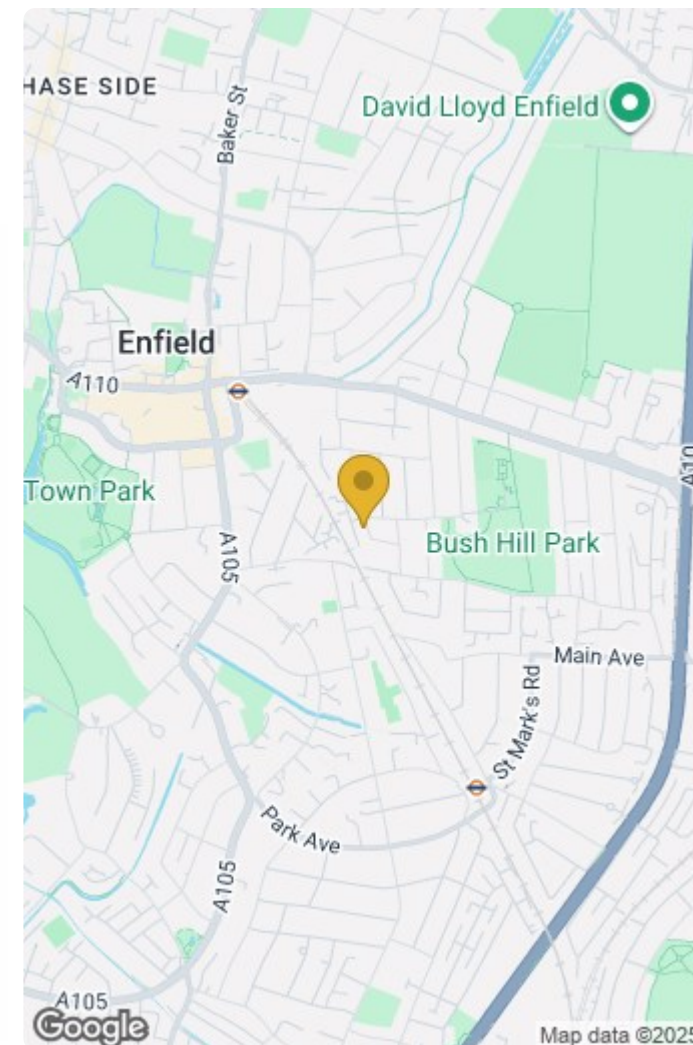 HASE SIDE
Baker St
David Lloyd Enfield
Enfield
A110
A10
Town Park
A105
Bush Hill Park
Main Ave
St Mark's Rd
Park Ave
A105
A105
Google
Map data ©2025